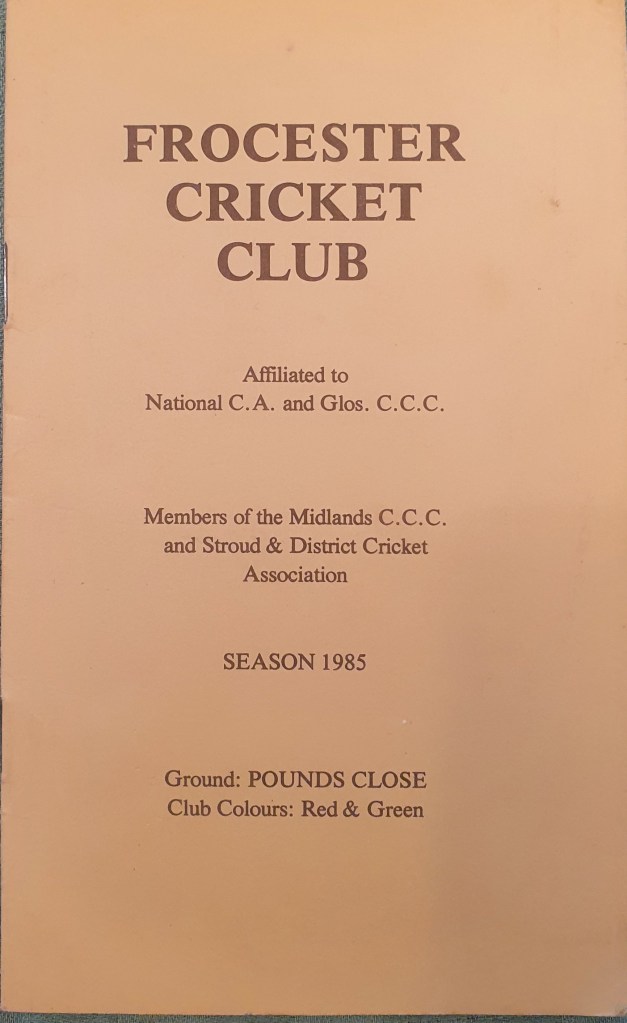 FROCESTER
CRICKET
CLUB
Affiliated to
National C.A. and Glos. C.C.C.
Members of the Midlands C.C.C.
and Stroud & District Cricket
Association
SEASON 1985
Ground: POUNDS CLOSE
Club Colours: Red & Green